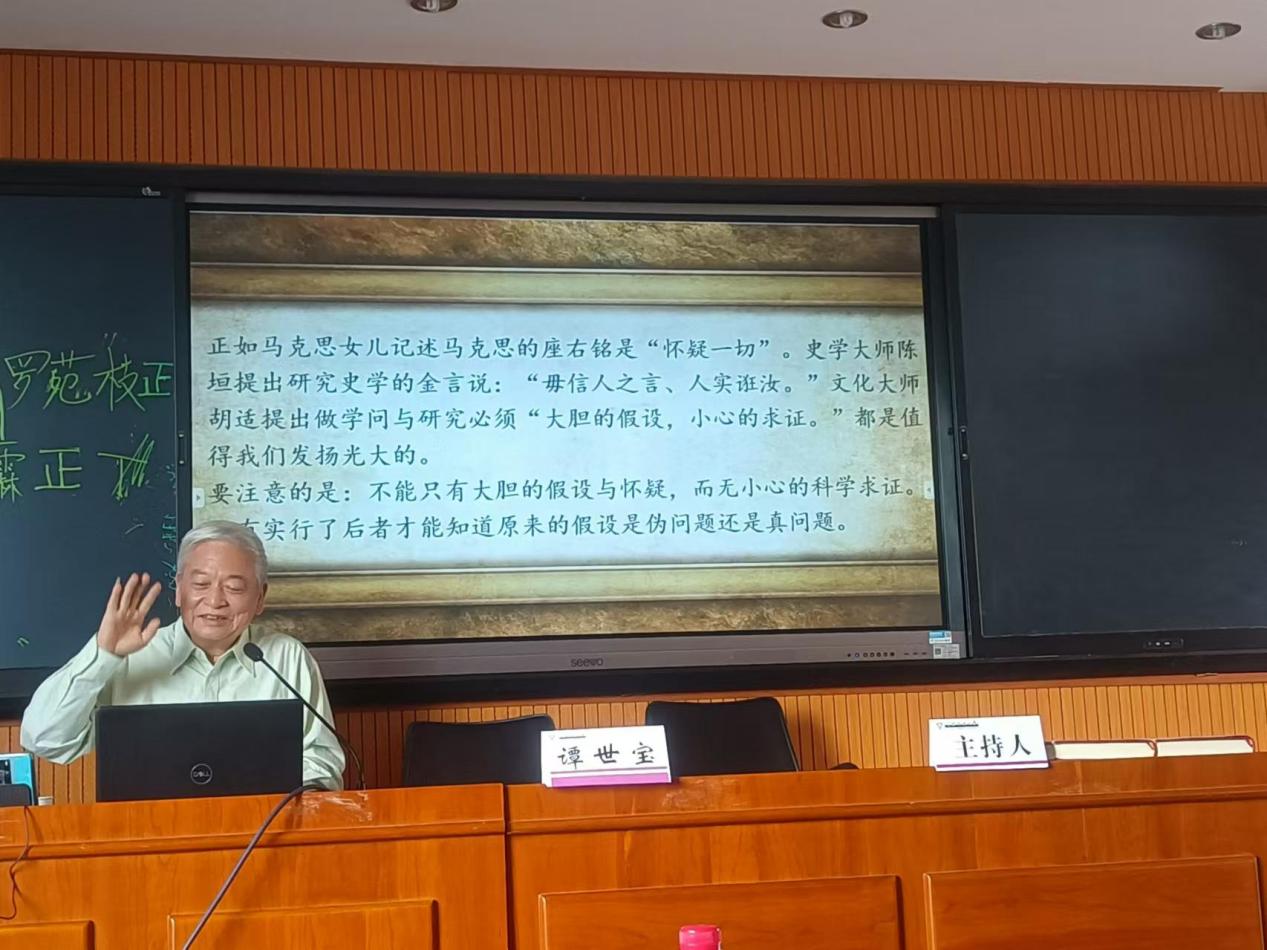 罗苑 校正
霖 正
正如马克思女儿记述马克思的座右铭是“怀疑一切”。史学大师陈
垣提出研究史学的金言说：“毋信人之言、人实诳汝。”文化大师
胡适提出做学问与研究必须“大胆的假设，小心的求证。”都是值
得我们发扬光大的。
要注意的是：不能只有大胆的假设与怀疑，而无小心的科学求证。
实行了后者才能知道原来的假设是伪问题还是真问题。
seewo
DELL
谭世宝
主持人